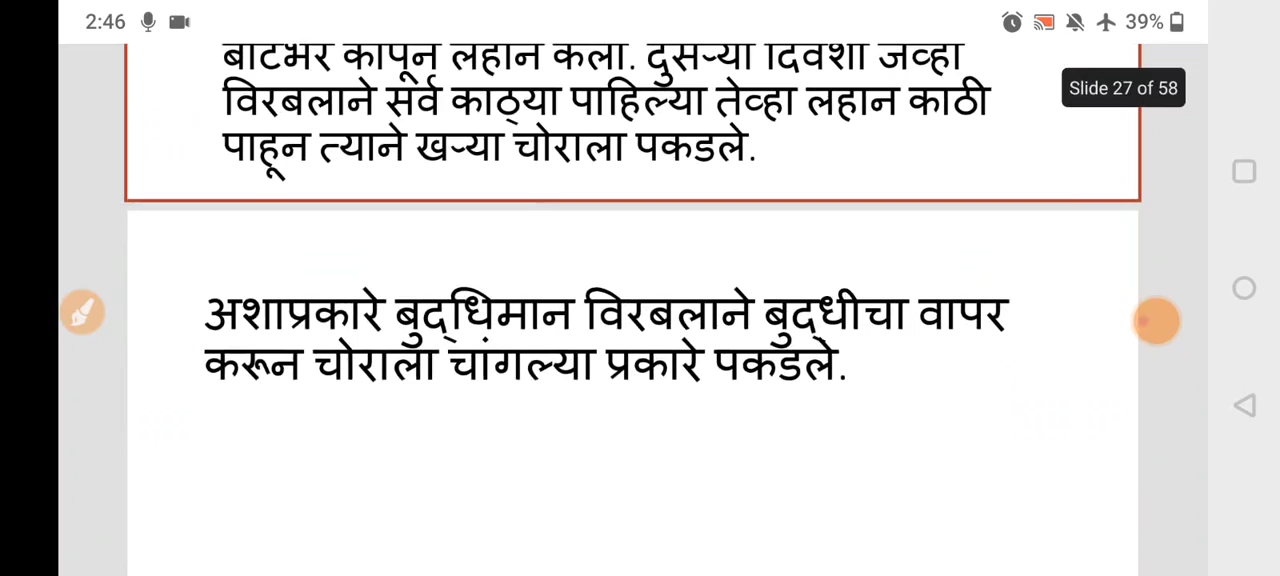 2:46
39%
बोटभर कापून लहान केली. दुसऱ्या दिवशी जेव्हा
Slide 27 of 58
विरबलाने सर्व काठ्या पाहिल्या तेव्हा लहान काठी
पाहून त्याने खऱ्या चोराला पकडले.
अशाप्रकारे बुद्धिमान विरबलाने बुद्धीचा वापर
करून चोराला चांगल्या प्रकारे पकडले.